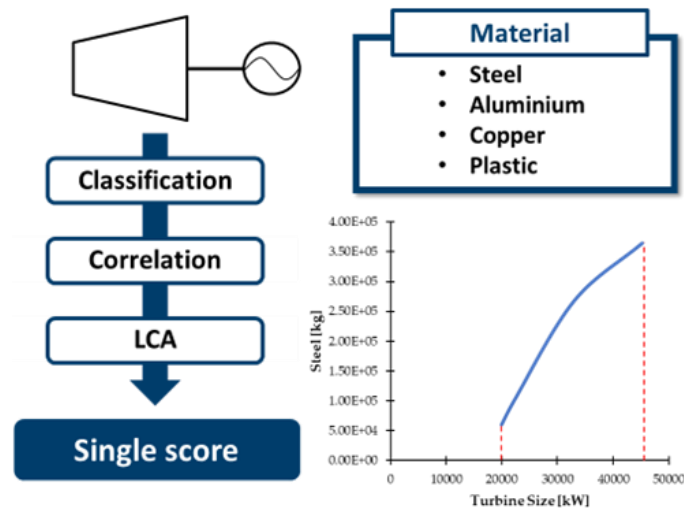 Classification
Correlation
LCA
Single score
Material
• Steel
• Aluminium
• Copper
• Plastic
Steel [kg]
4.00E+05
3.50E+05
3.00E+05
2.50E+05
2.00E+05
1.50E+05
1.00E+05
5.00E+04
0.00E+00
0 10000 20000 30000 40000 50000
Turbine Size [kW]